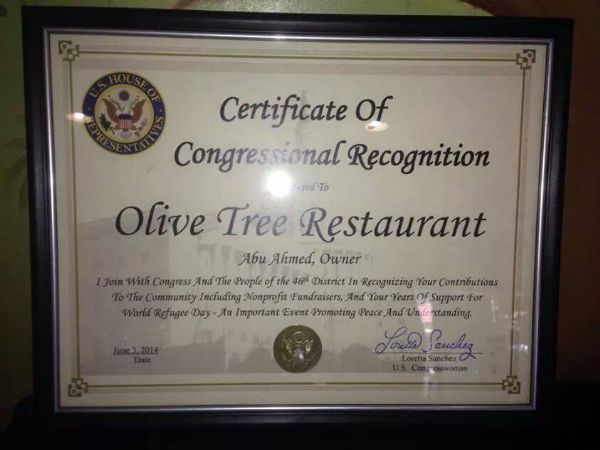 U.S. HOUSE OF
REPRESENTATIVES
Certificate Of
Congressional Recognition
To
Olive Tree Restaurant
Abu Ahmed, Owner
I Join With Congress And The People of the 46th District In Recognizing Your Contributions
To The Community Including Nonprofit Fundraisers, And Your Years Of Support For
World Refugee Day - An Important Event Promoting Peace And Understanding.
June 3, 2014
Date
Loretta Sanchez
Loretta Sanchez
U.S. Congresswoman